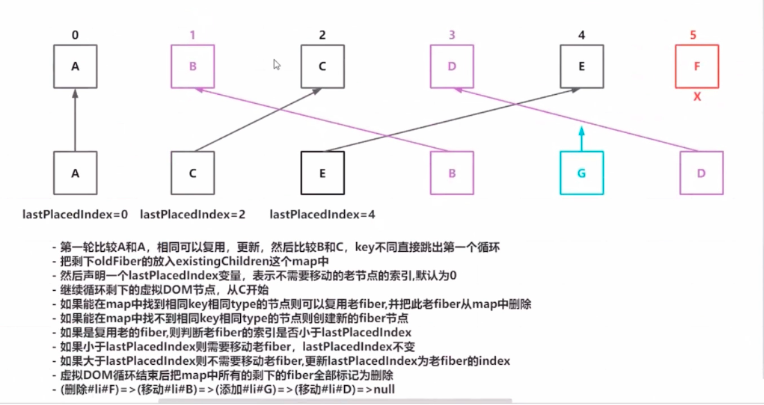 0 1 2 3 4 5
A B C D E F
X
A C E B G D
lastPlacedIndex=0 lastPlacedIndex=2 lastPlacedIndex=4
- 第一轮比较A和A，相同可以复用，更新，然后比较B和C，key不同直接跳出第一个循环
- 把剩下oldFiber的放入existingChildren这个map中
- 然后声明一个lastPlacedIndex变量，表示不需要移动的老节点的索引,默认为0
- 继续循环剩下的虚拟DOM节点，从C开始
- 如果能在map中找到相同key相同type的节点则可以复用老fiber,并把此老fiber从map中删除
- 如果能在map中找不到相同key相同type的节点则创建新的fiber节点
- 如果是复用老的fiber,则判断老fiber的索引是否小于lastPlacedIndex
- 如果小于lastPlacedIndex则需要移动老fiber，lastPlacedIndex不变
- 如果大于lastPlacedIndex则不需要移动老fiber,更新lastPlacedIndex为老fiber的index
- 虚拟DOM循环结束后把map中所有的剩下的fiber全部标记为删除
- (删除#li#F)=>(移动#li#B)=>(添加#li#G)=>(移动#li#D)=>null